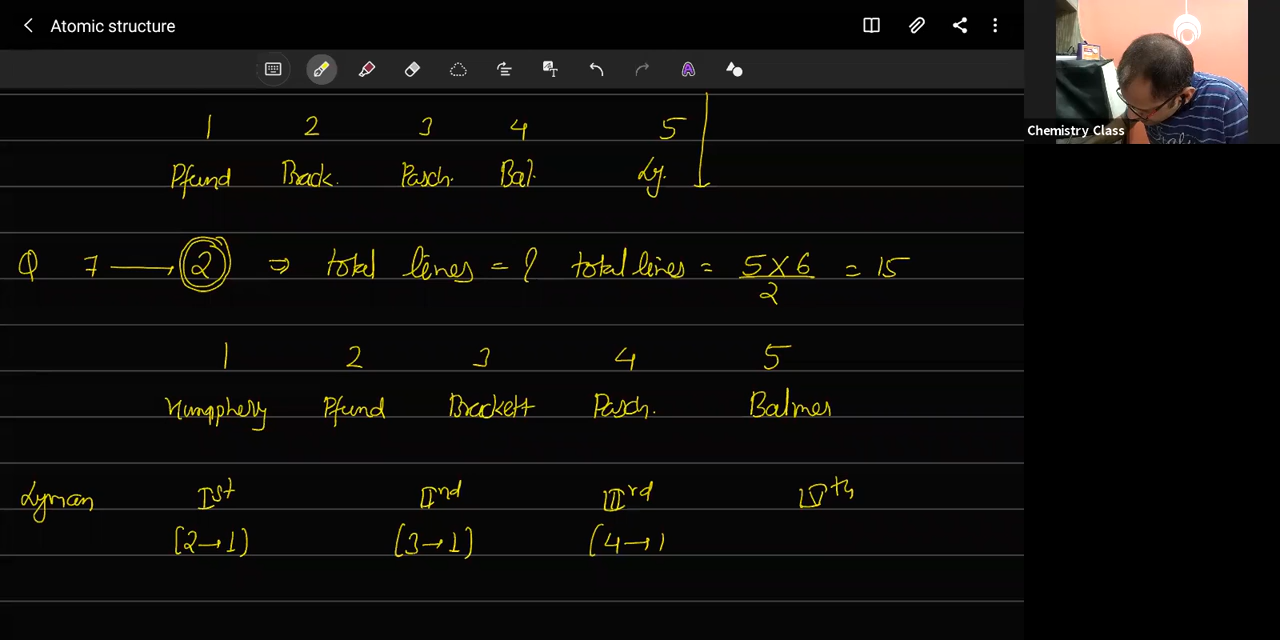 Atomic structure
Chemistry Class
1 2 3 4 5
Pfund Brack. Pasch. Bal. Ly.
Q 7 → 2 ⇒ total lines = ? total lines = 5 × 6 / 2 = 15
1 2 3 4 5
Humpphery Pfund Brackett Pasch. Balmer
Lyman Ist IInd IIIrd IVth
(2→1) (3→1) (4→1